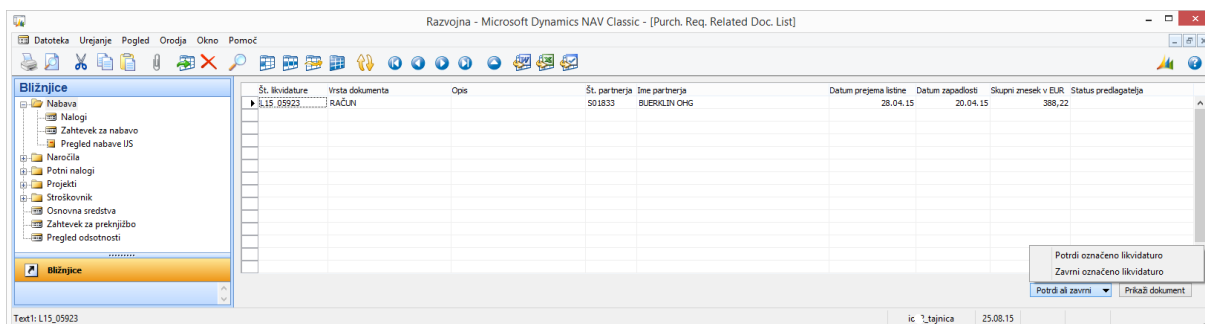 Razvojna - Microsoft Dynamics NAV Classic - [Purch. Req. Related Doc. List]
Datoteka Urejanje Pogled Orodja Okno Pomoč
Bližnjice
Nabava
Nalogi
Zahtevek za nabavo
Pregled nabave IJS
Naročila
Potni nalogi
Projekti
Stroškovnik
Osnovna sredstva
Zahtevek za preknjižbo
Pregled odsotnosti
Bližnjice
Št. likvidature Vrsta dokumenta Opis Št. partnerja Ime partnerja Datum prejema listine Datum zapadlosti Skupni znesek v EUR Status predlagatelja
L15_05923 RAČUN S01833 BUERKLIN OHG 28.04.15 20.04.15 388,22
Potrdi označeno likvidaturo
Zavrni označeno likvidaturo
Potrdi ali zavrni Prikaži dokument
Text1: L15_05923 25.08.15